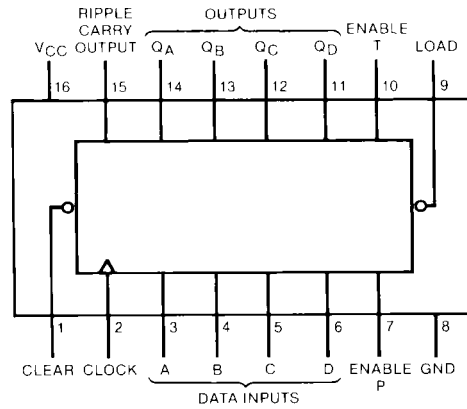 RIPPLE
CARRY
OUTPUT
OUTPUTS
ENABLE
T
VCC
QA
QB
QC
QD
LOAD
16
15
14
13
12
11
10
9
1
2
3
4
5
6
7
8
CLEAR
CLOCK
A
B
C
D
ENABLE
P
GND
DATA INPUTS